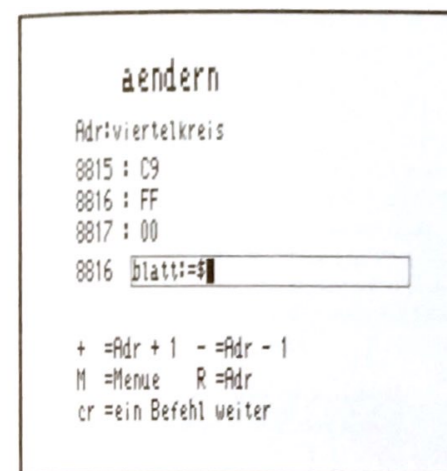 aendern
Adr:viertelkreis
8815 : C9
8816 : FF
8817 : 00
8816 blatt:=$
+ =Adr + 1 - =Adr - 1
M =Menue R =Adr
cr =ein Befehl weiter